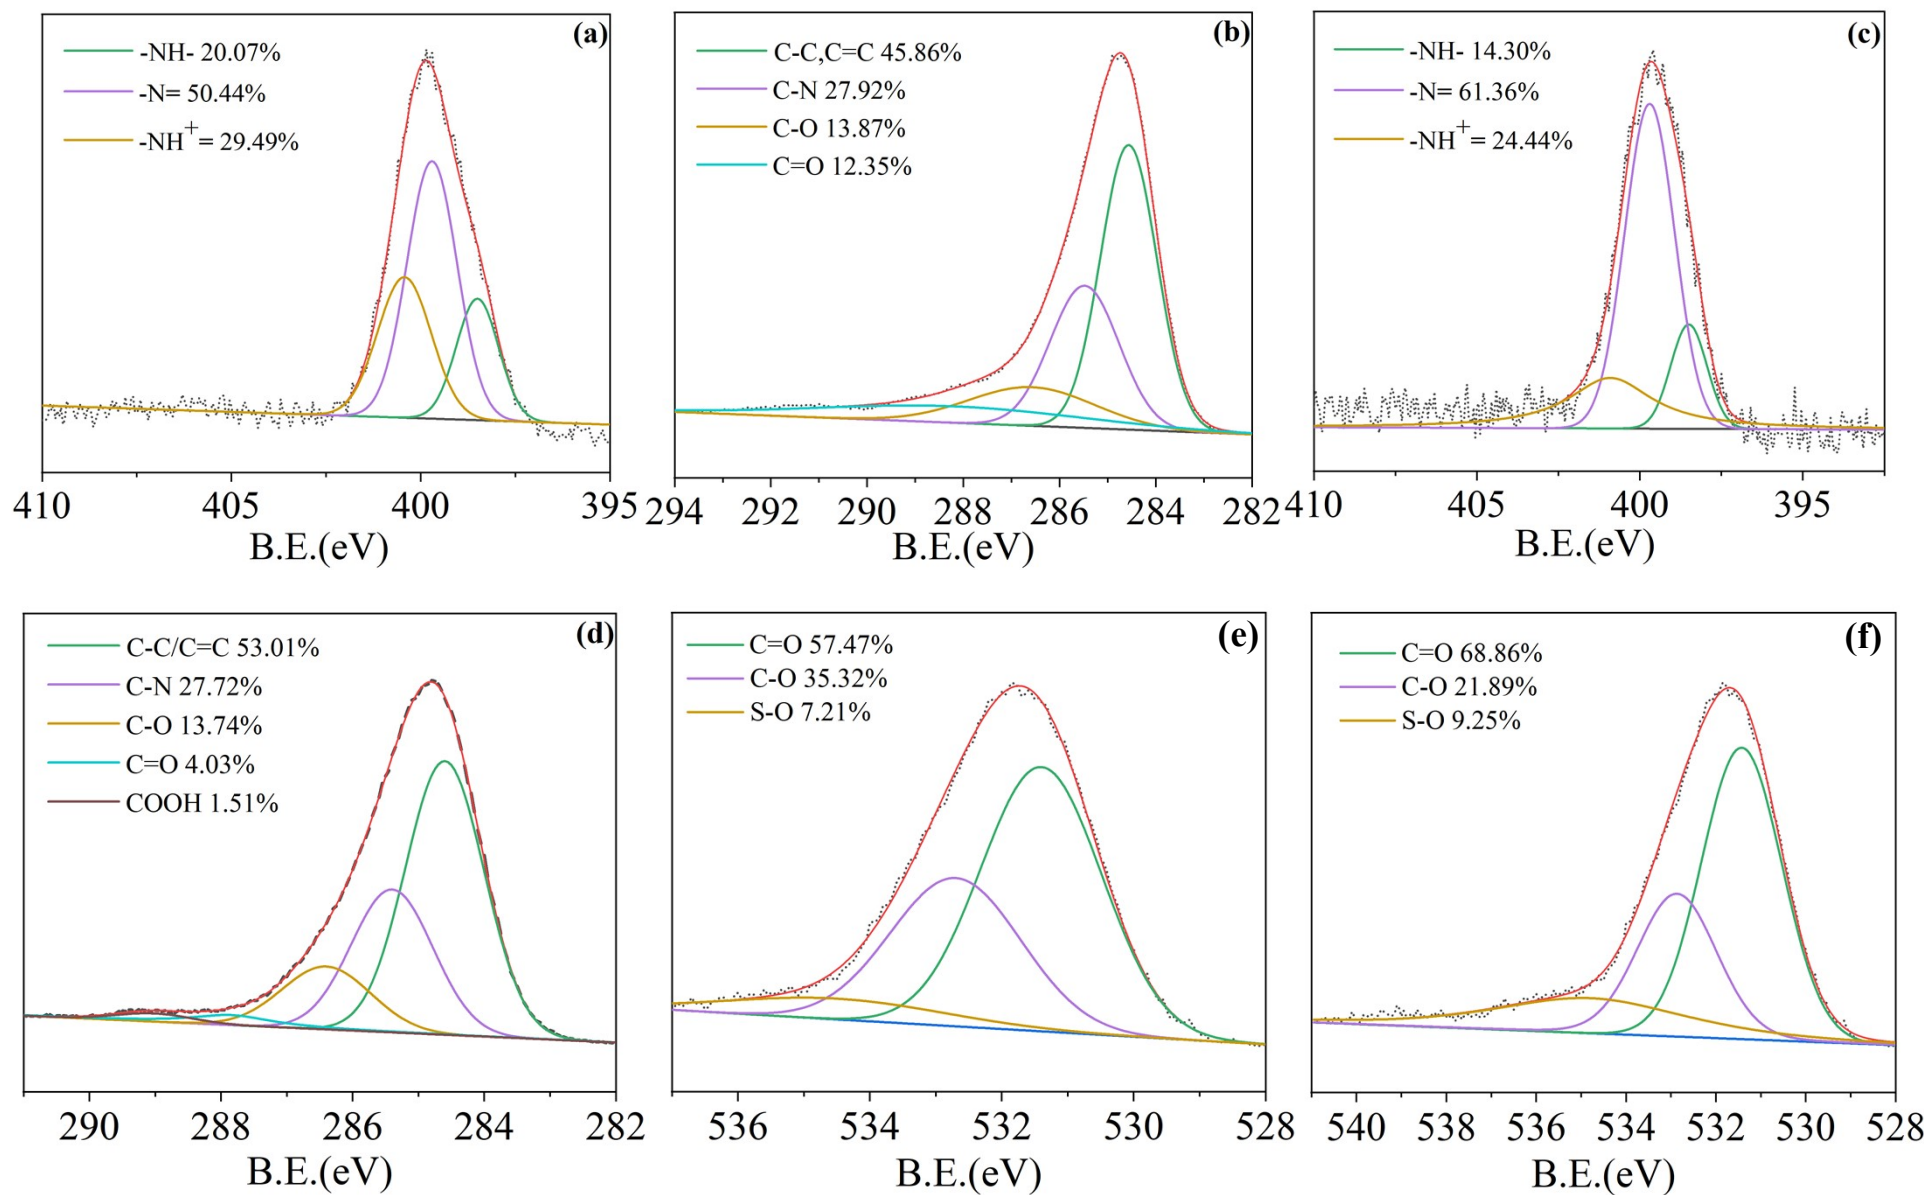 (a)
-NH- 20.07%
-N= 50.44%
-NH+= 29.49%
410 405 400 395
B.E.(eV)
(b)
C-C,C=C 45.86%
C-N 27.92%
C-O 13.87%
C=O 12.35%
294 292 290 288 286 284 282
B.E.(eV)
(c)
-NH- 14.30%
-N= 61.36%
-NH+= 24.44%
410 405 400 395
B.E.(eV)
(d)
C-C/C=C 53.01%
C-N 27.72%
C-O 13.74%
C=O 4.03%
COOH 1.51%
290 288 286 284 282
B.E.(eV)
(e)
C=O 57.47%
C-O 35.32%
S-O 7.21%
536 534 532 530 528
B.E.(eV)
(f)
C=O 68.86%
C-O 21.89%
S-O 9.25%
540 538 536 534 532 530 528
B.E.(eV)